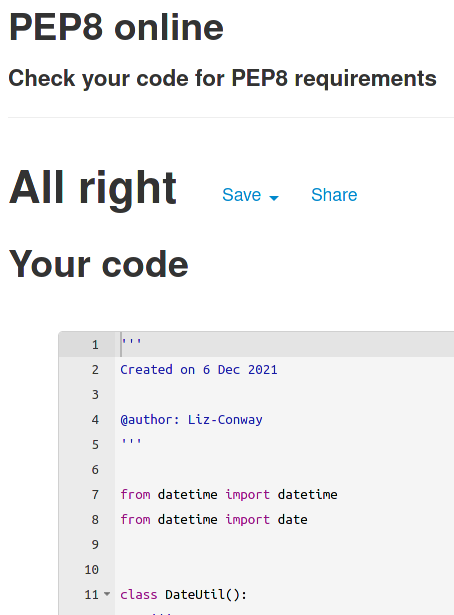 PEP8 online
Check your code for PEP8 requirements
All right Save Share
Your code
1 '''
2 Created on 6 Dec 2021
3
4 @author: Liz-Conway
5 '''
6
7 from datetime import datetime
8 from datetime import date
9
10
11 class DateUtil():